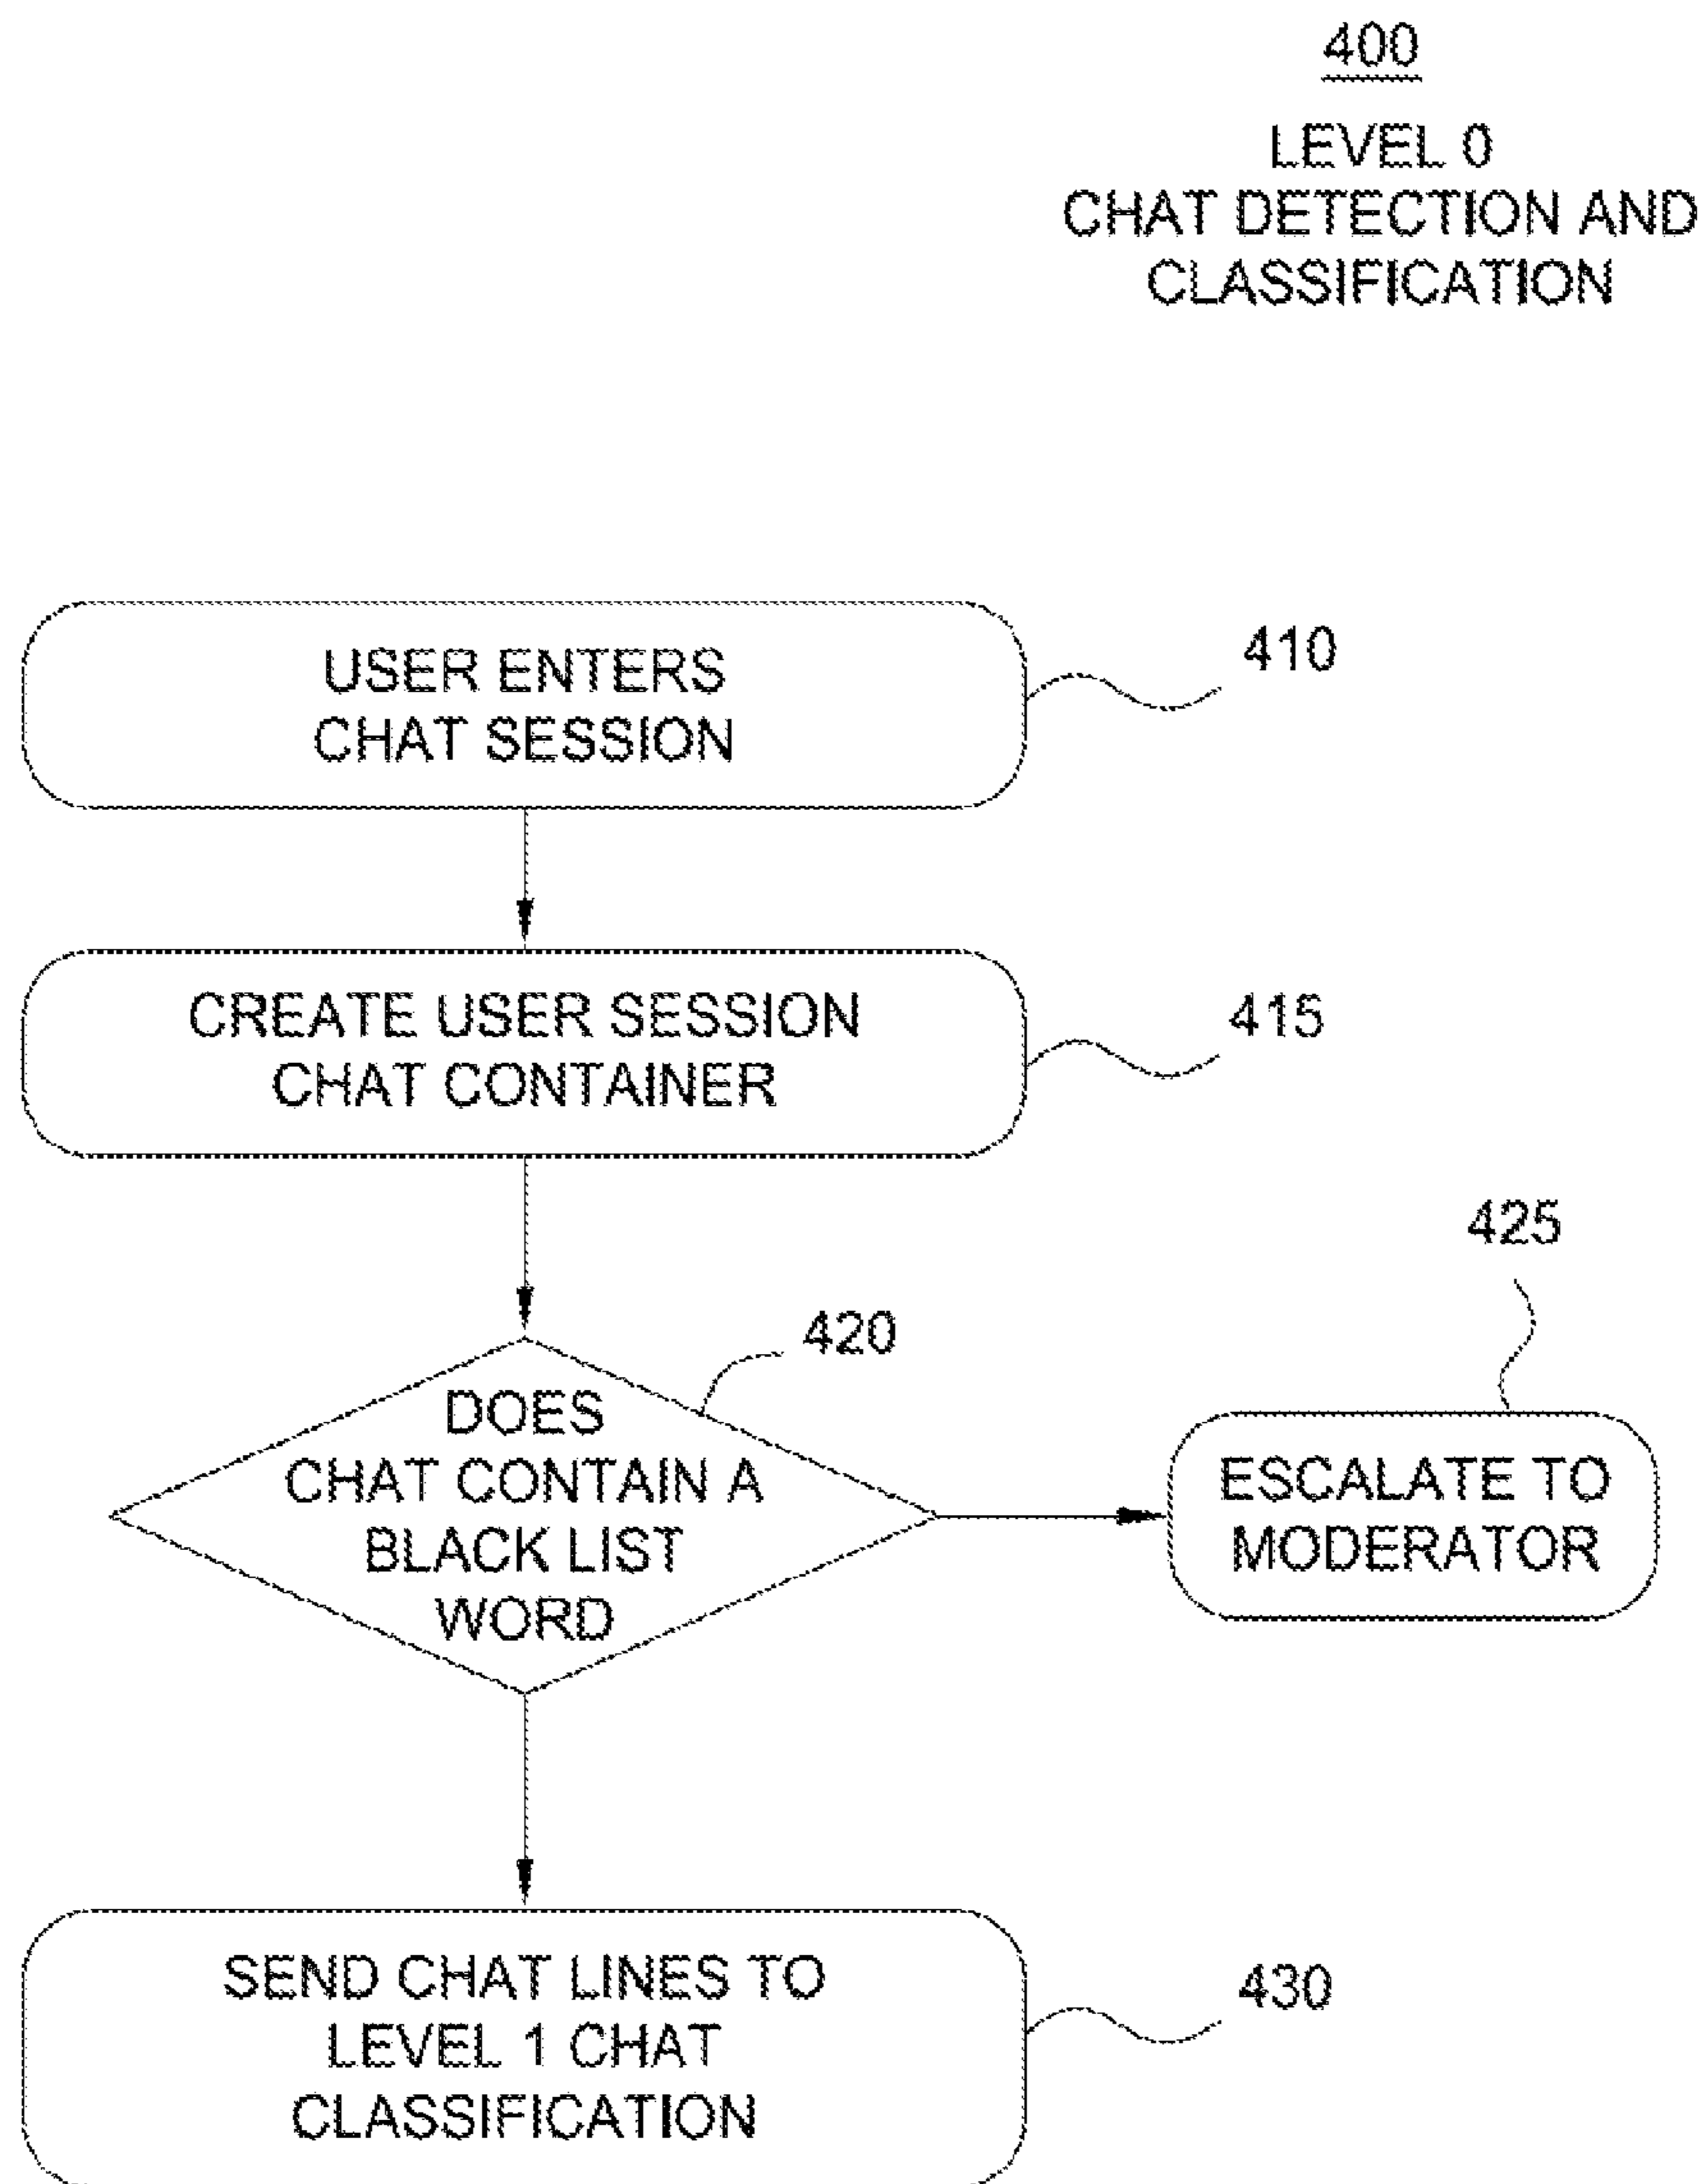 400
LEVEL 0
CHAT DETECTION AND
CLASSIFICATION
USER ENTERS
CHAT SESSION
410
CREATE USER SESSION
CHAT CONTAINER
415
DOES
CHAT CONTAIN A
BLACK LIST
WORD
420
425
ESCALATE TO
MODERATOR
SEND CHAT LINES TO
LEVEL 1 CHAT
CLASSIFICATION
430